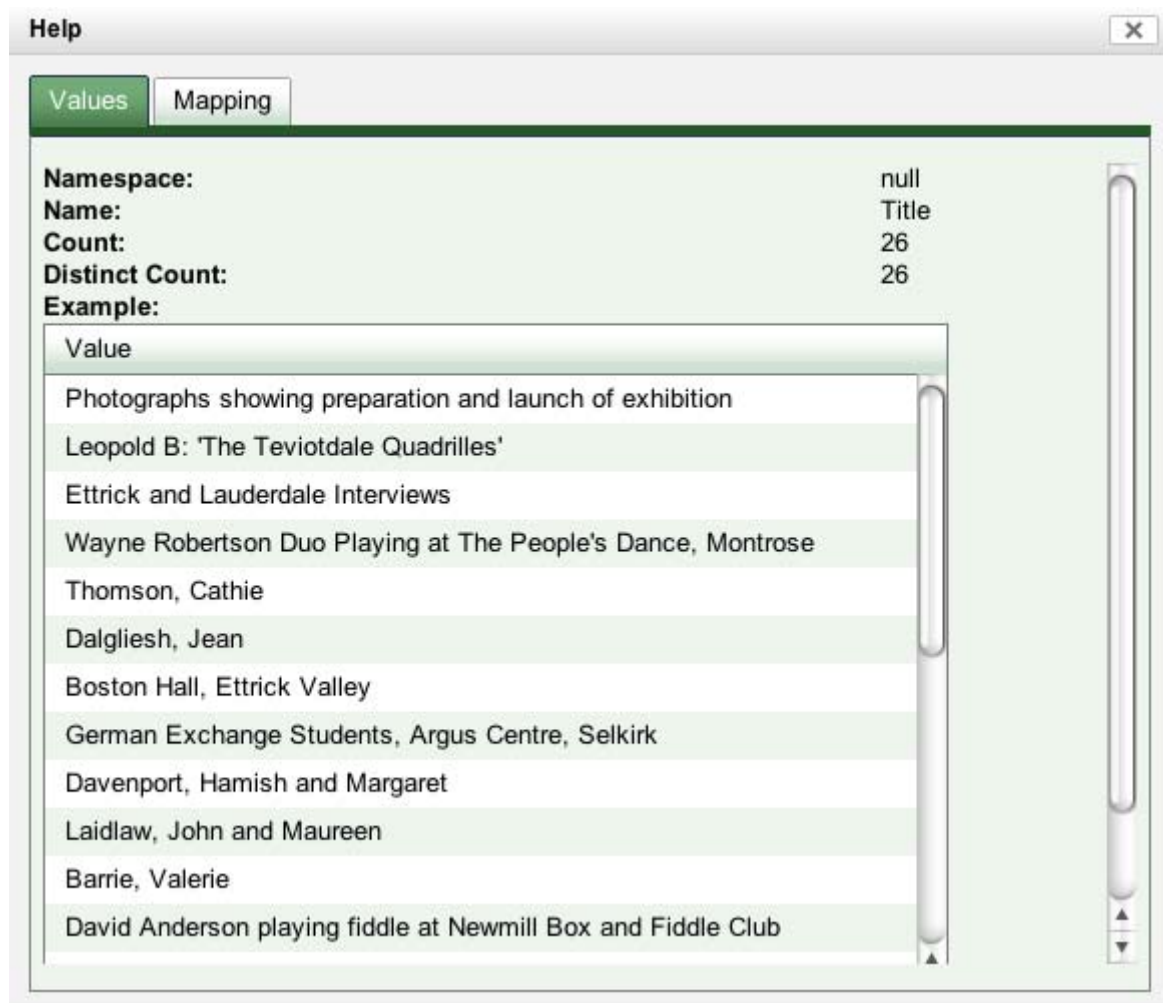 Help
Values Mapping
Namespace: null
Name: Title
Count: 26
Distinct Count: 26
Example:
Value
Photographs showing preparation and launch of exhibition
Leopold B: 'The Teviotdale Quadrilles'
Ettrick and Lauderdale Interviews
Wayne Robertson Duo Playing at The People's Dance, Montrose
Thomson, Cathie
Dalgliesh, Jean
Boston Hall, Ettrick Valley
German Exchange Students, Argus Centre, Selkirk
Davenport, Hamish and Margaret
Laidlaw, John and Maureen
Barrie, Valerie
David Anderson playing fiddle at Newmill Box and Fiddle Club